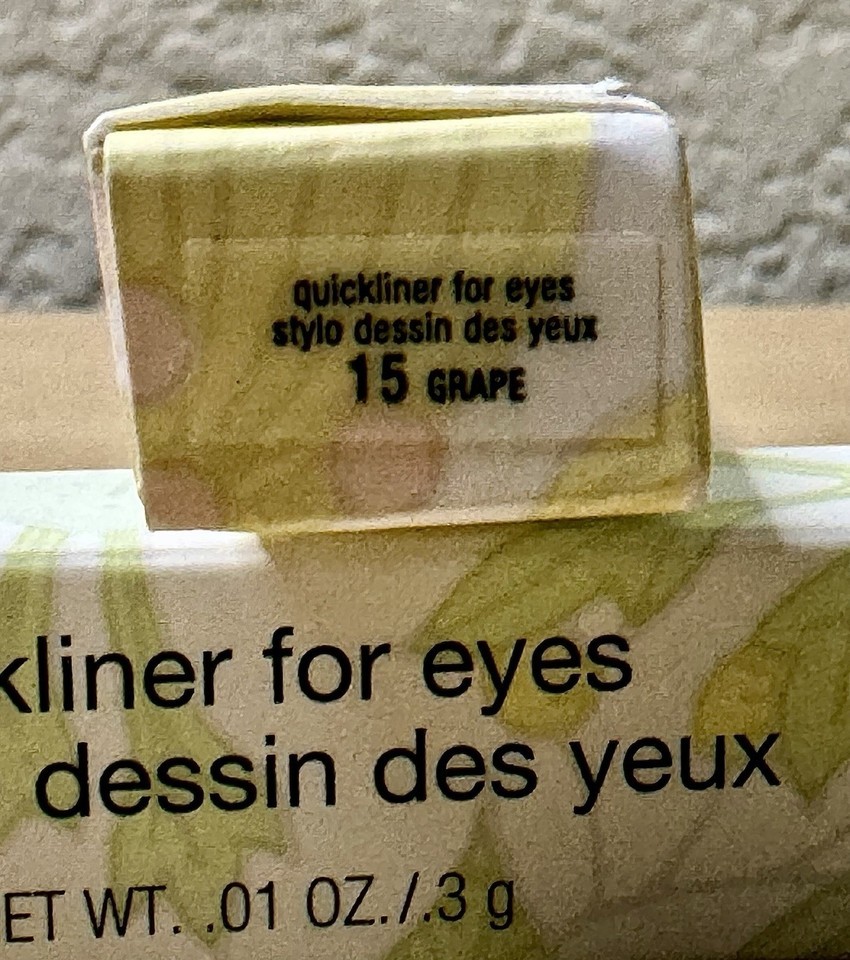 quickliner for eyes
stylo dessin des yeux
15 GRAPE
kliner for eyes
dessin des yeux
ET WT. .01 OZ./.3 g